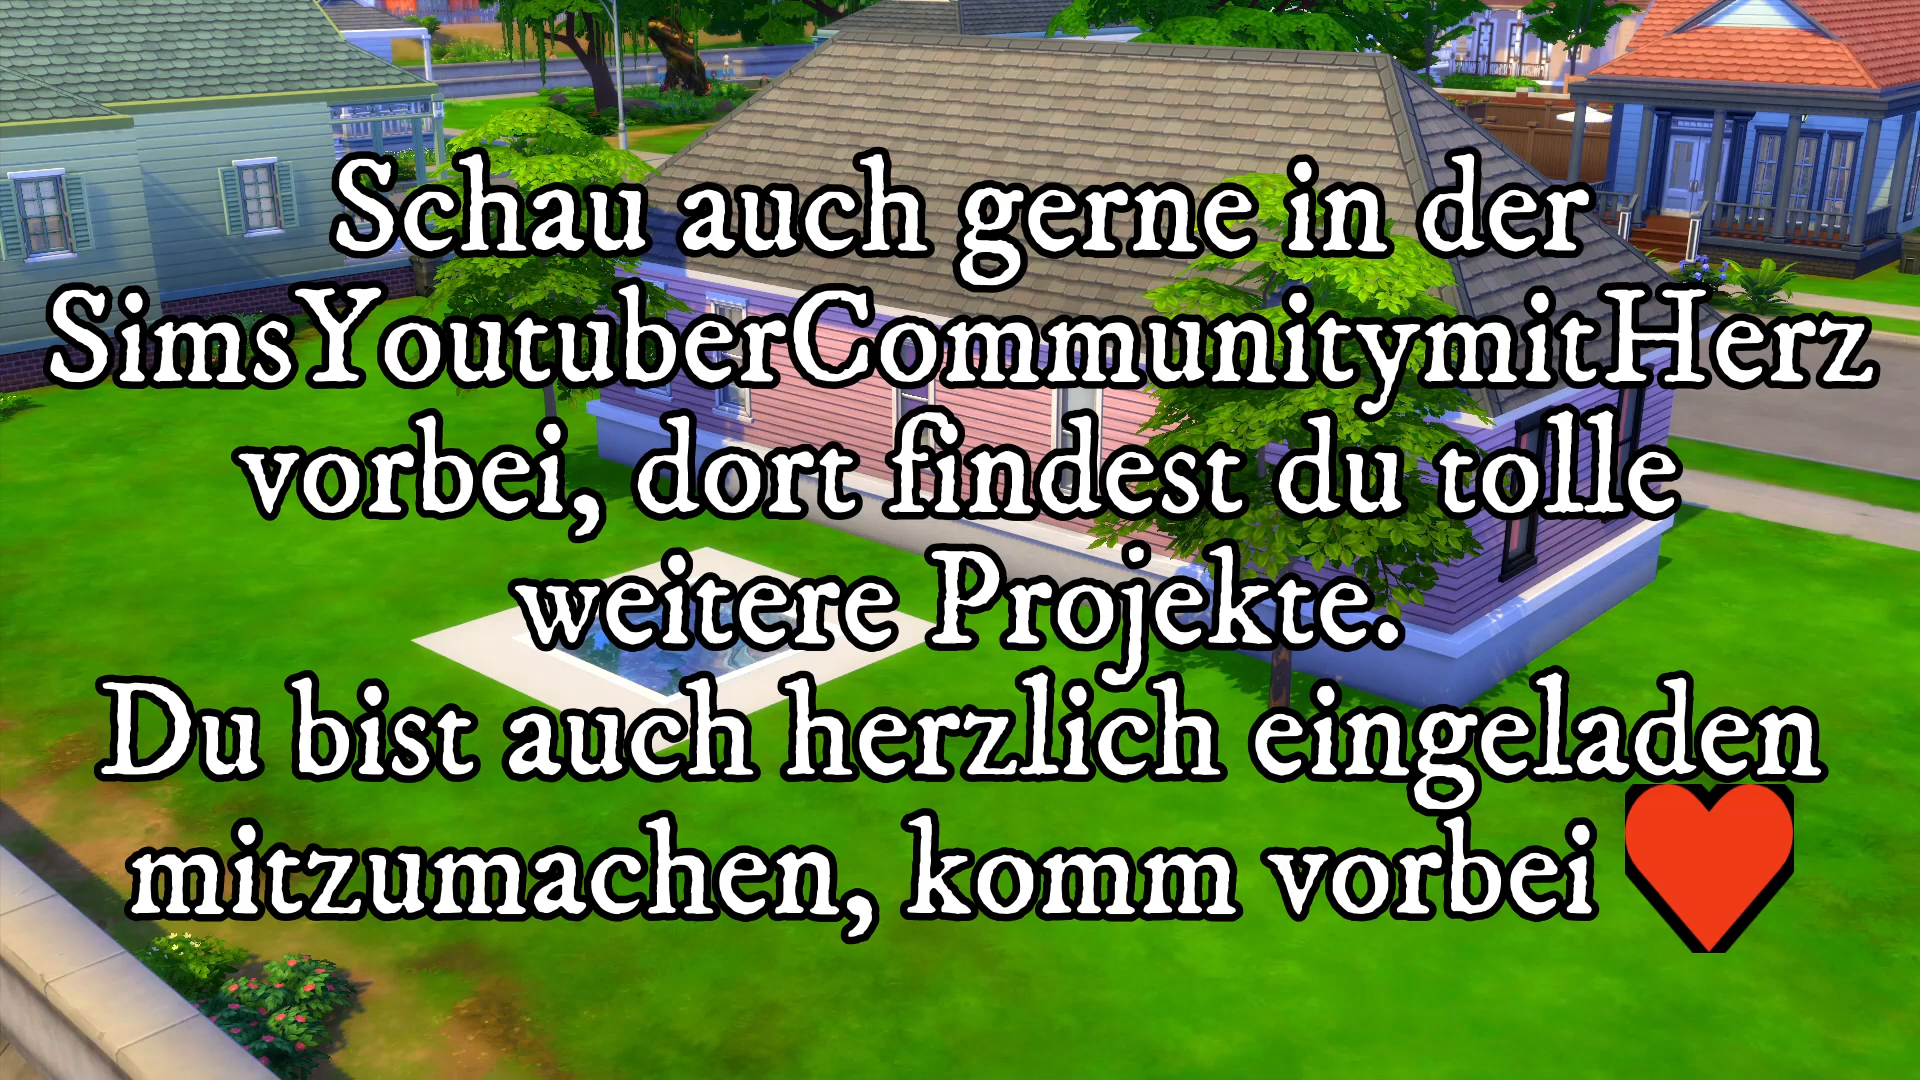 Schau auch gerne in der
SimsYoutuberCommunitymitHerz
vorbei, dort findest du tolle
weitere Projekte.
Du bist auch herzlich eingeladen
mitzumachen, komm vorbei ♥